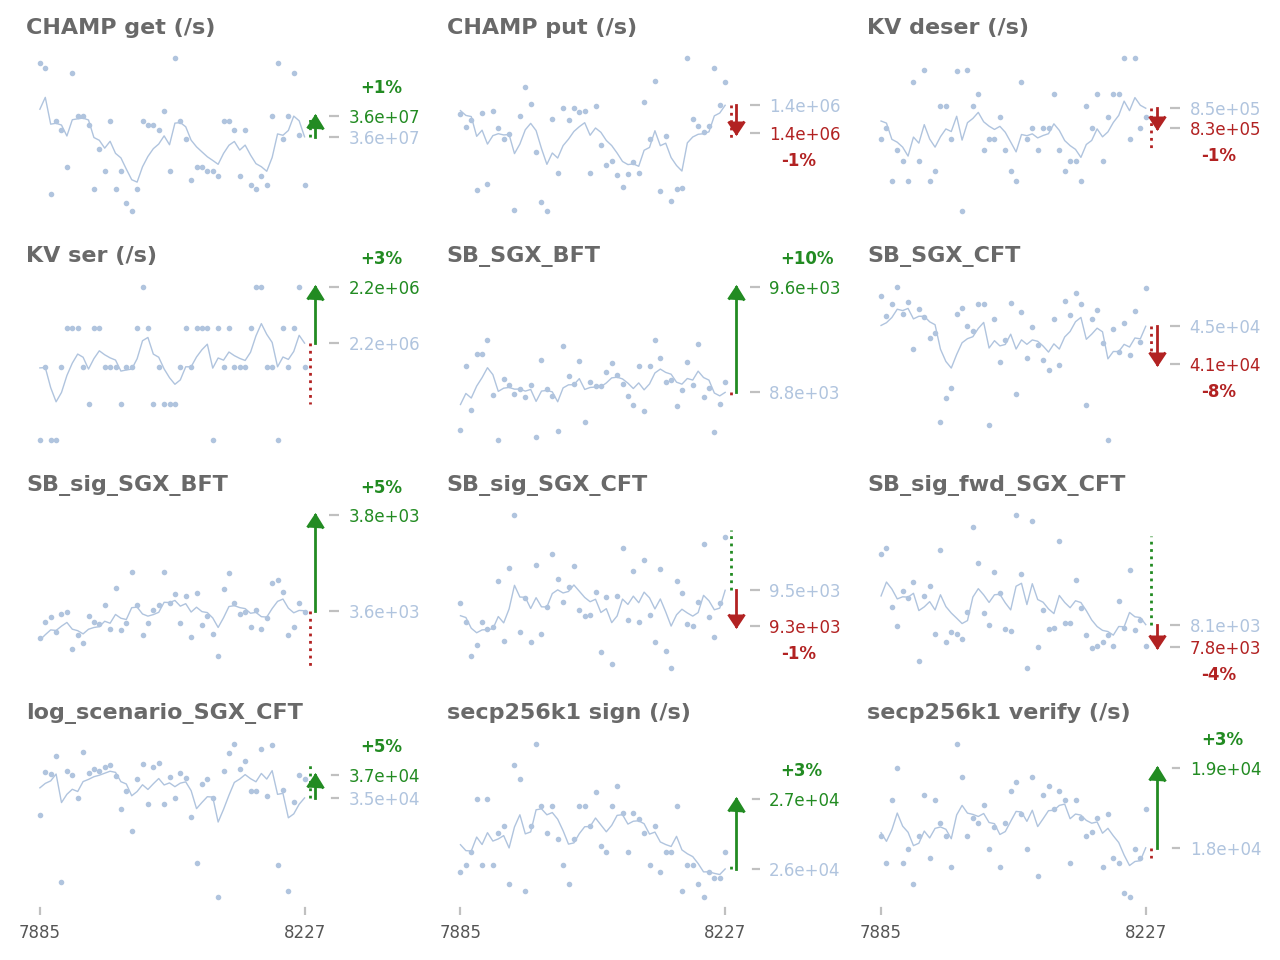 CHAMP get (/s)
+1%
3.6e+07
3.6e+07
CHAMP put (/s)
1.4e+06
1.4e+06
-1%
KV deser (/s)
8.5e+05
8.3e+05
-1%
KV ser (/s)
+3%
2.2e+06
2.2e+06
SB_SGX_BFT
+10%
9.6e+03
8.8e+03
SB_SGX_CFT
4.5e+04
4.1e+04
-8%
SB_sig_SGX_BFT
+5%
3.8e+03
3.6e+03
SB_sig_SGX_CFT
9.5e+03
9.3e+03
-1%
SB_sig_fwd_SGX_CFT
8.1e+03
7.8e+03
-4%
log_scenario_SGX_CFT
+5%
3.7e+04
3.5e+04
7885
8227
secp256k1 sign (/s)
+3%
2.7e+04
2.6e+04
7885
8227
secp256k1 verify (/s)
+3%
1.9e+04
1.8e+04
7885
8227